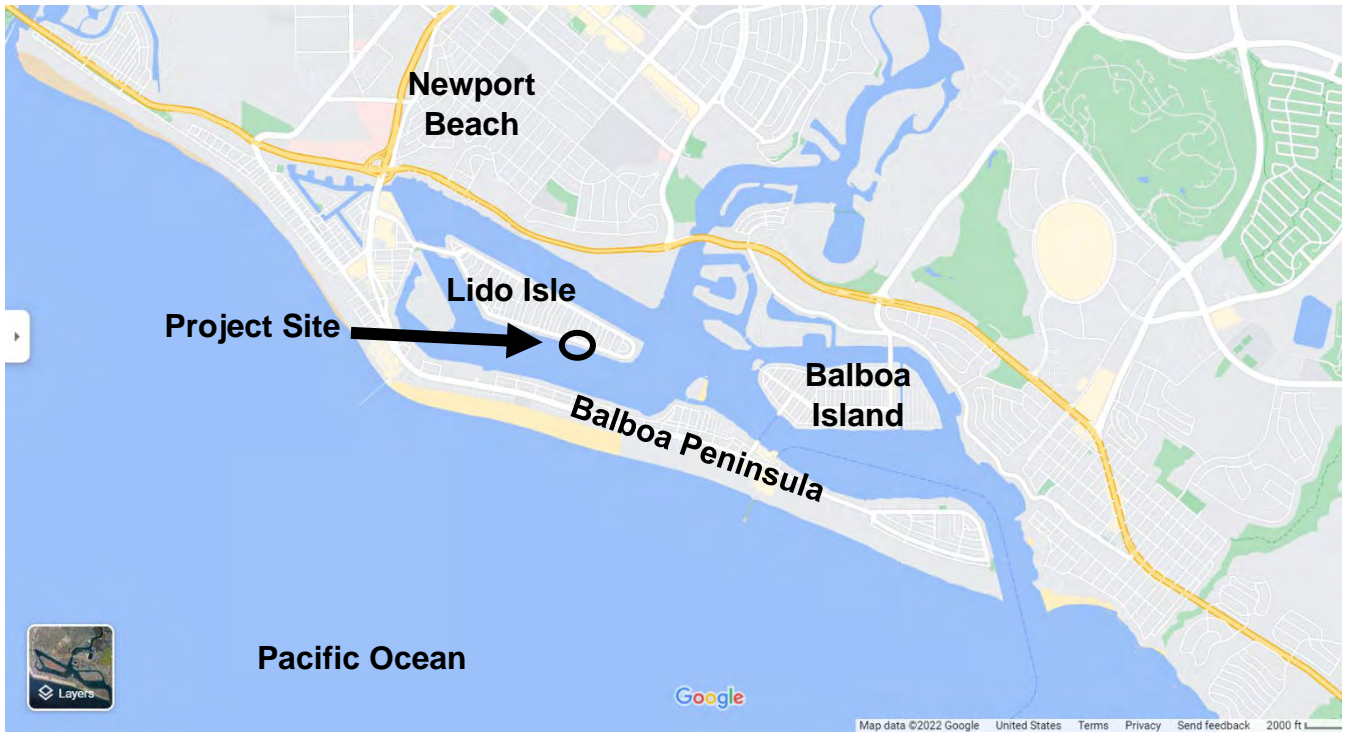 Newport
Beach
Lido Isle
Project Site
Balboa
Island
Balboa Peninsula
Pacific Ocean
Layers
Google
Map data ©2022 Google United States Terms Privacy Send feedback 2000 ft